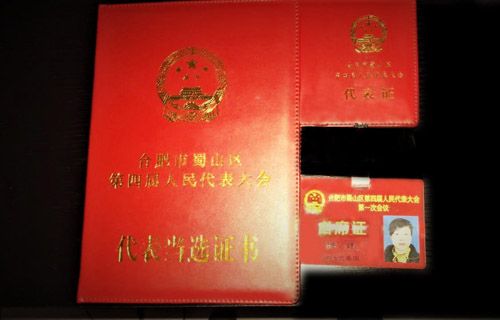 合肥市蜀山区
第四届人民代表大会
代表当选证书
代表证
合肥市蜀山区第四届人民代表大会
第一次会议
席证